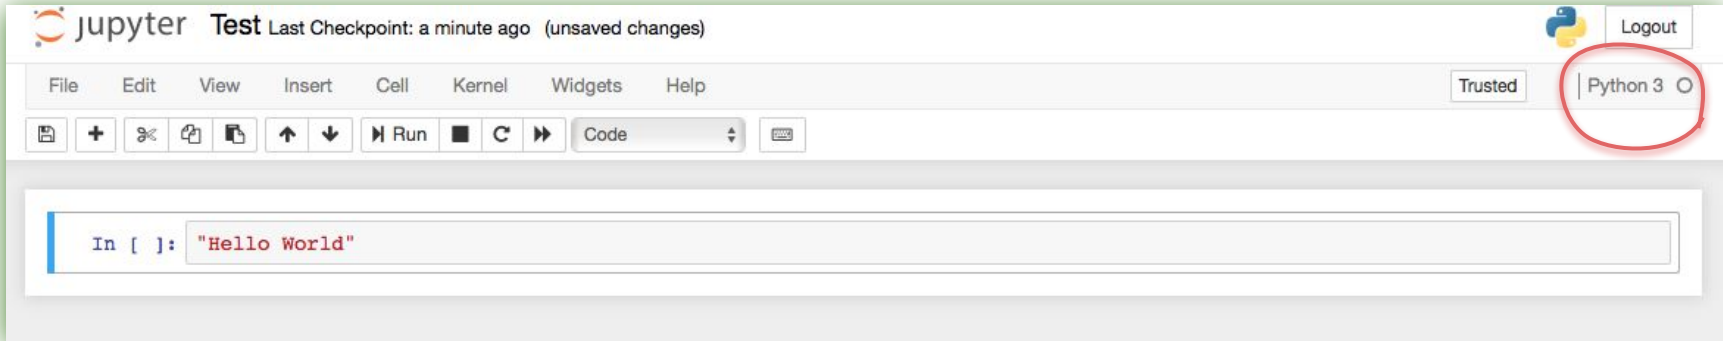 jupyter Test Last Checkpoint: a minute ago (unsaved changes) Logout
File Edit View Insert Cell Kernel Widgets Help Trusted Python 3
Run Code
In [ ]: "Hello World"